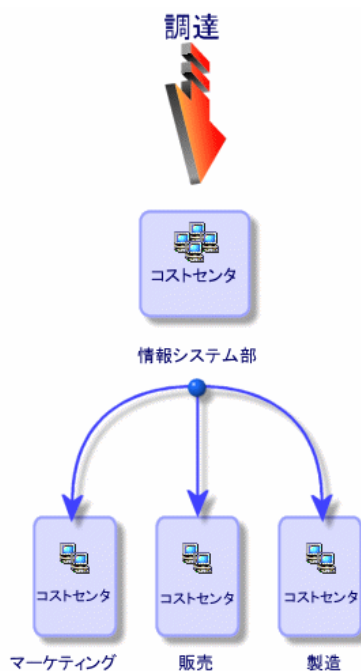 調達
コストセンタ
情報システム部
コストセンタ
コストセンタ
コストセンタ
マーケティング
販売
製造